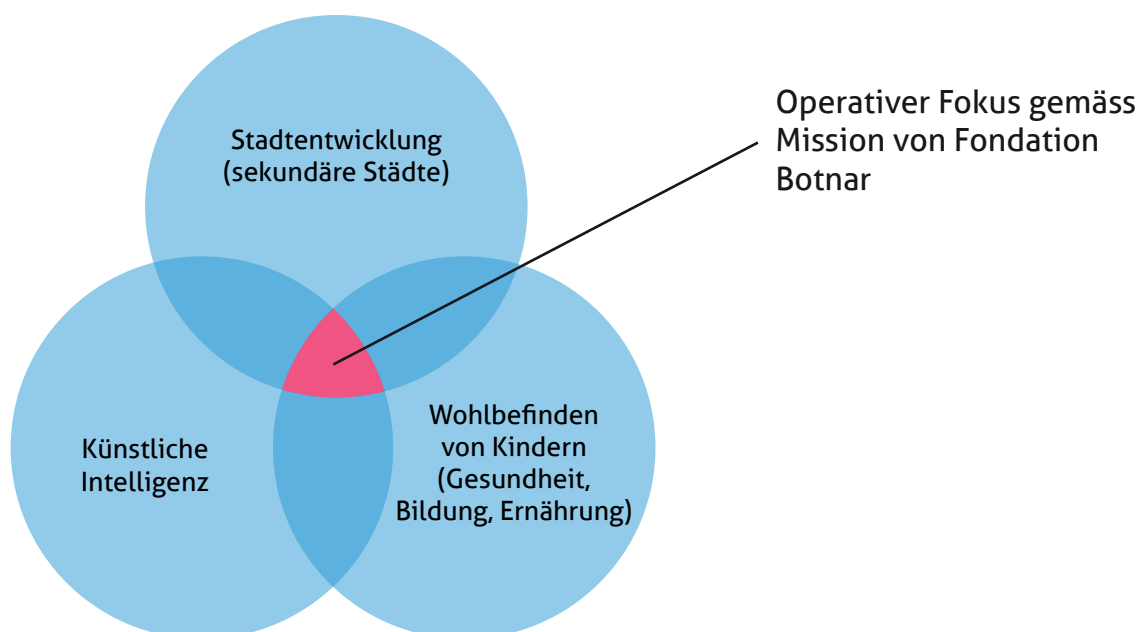 Stadtentwicklung
(sekundäre Städte)
Operativer Fokus gemäss
Mission von Fondation
Botnar
Künstliche
Intelligenz
Wohlbefinden
von Kindern
(Gesundheit,
Bildung, Ernährung)